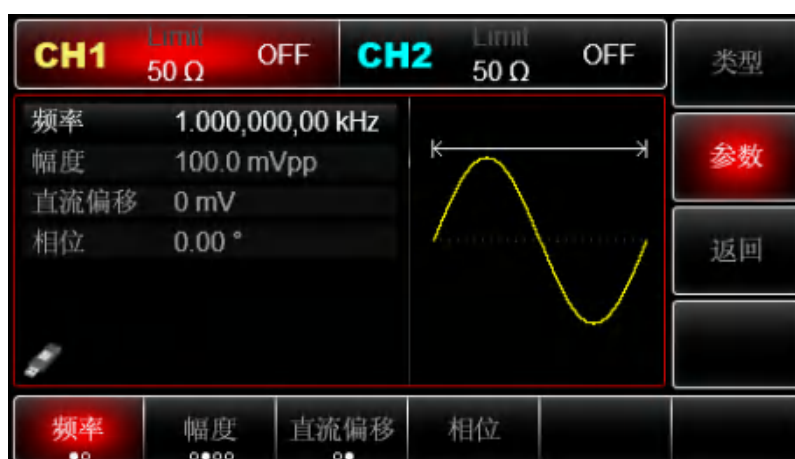 CH1 Limit 50 Ω OFF CH2 Limit 50 Ω OFF
类型
频率 1.000,000,00 kHz
幅度 100.0 mVpp
直流偏移 0 mV
相位 0.00 °
参数
返回
频率 幅度 直流偏移 相位